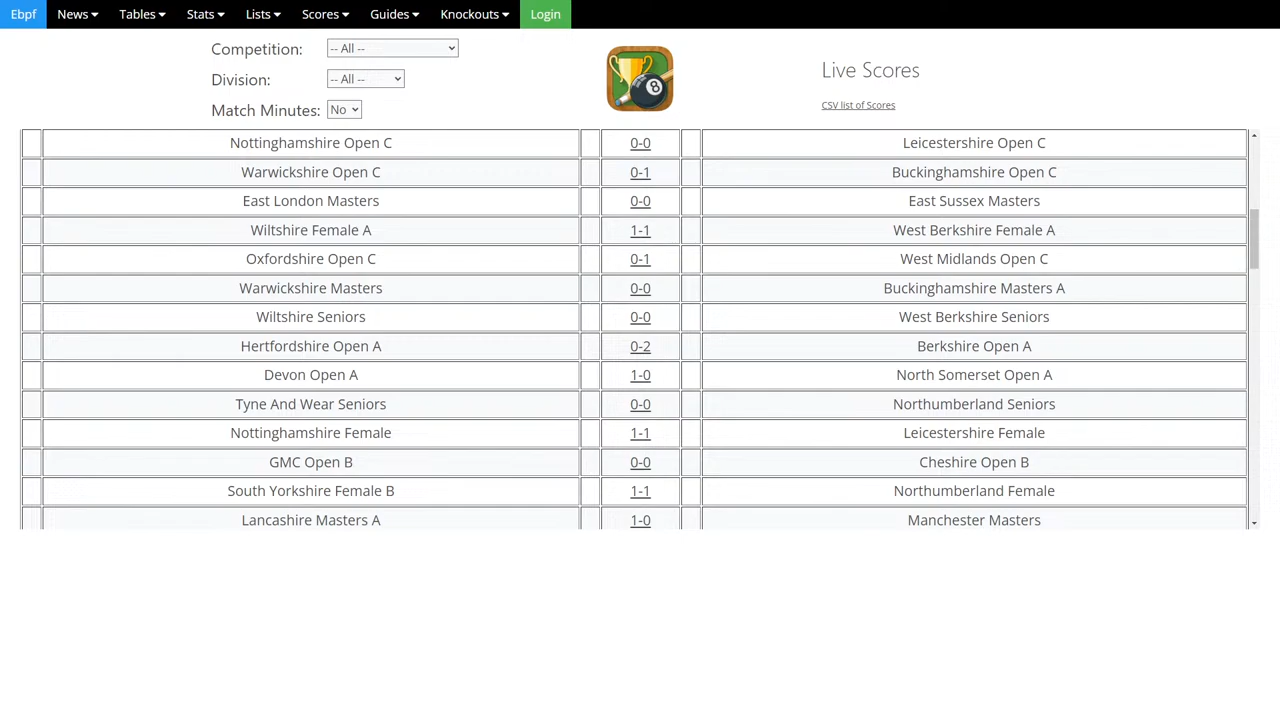 Ebpf News Tables Stats Lists Scores Guides Knockouts Login
Competition: -- All --
Division: -- All --
Match Minutes: No
8
Live Scores
CSV list of Scores
Nottinghamshire Open C 0-0 Leicestershire Open C
Warwickshire Open C 0-1 Buckinghamshire Open C
East London Masters 0-0 East Sussex Masters
Wiltshire Female A 1-1 West Berkshire Female A
Oxfordshire Open C 0-1 West Midlands Open C
Warwickshire Masters 0-0 Buckinghamshire Masters A
Wiltshire Seniors 0-0 West Berkshire Seniors
Hertfordshire Open A 0-2 Berkshire Open A
Devon Open A 1-0 North Somerset Open A
Tyne And Wear Seniors 0-0 Northumberland Seniors
Nottinghamshire Female 1-1 Leicestershire Female
GMC Open B 0-0 Cheshire Open B
South Yorkshire Female B 1-1 Northumberland Female
Lancashire Masters A 1-0 Manchester Masters